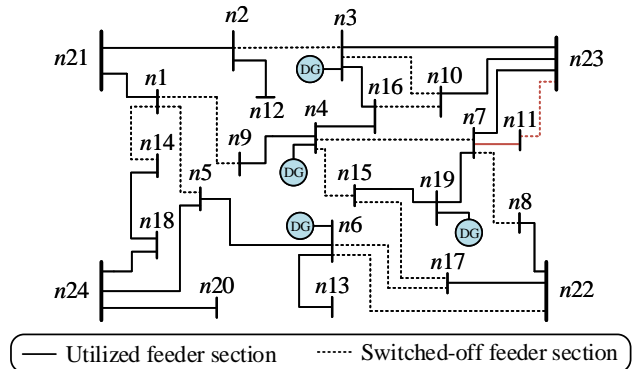 n2
n3
n21
n23
n1
DG
n16
n10
n12
n4
n7
n11
n14
n9
n5
DG
n15
n19
n8
n18
DG
n6
DG
n24
n20
n13
n17
n22
Utilized feeder section
Switched-off feeder section